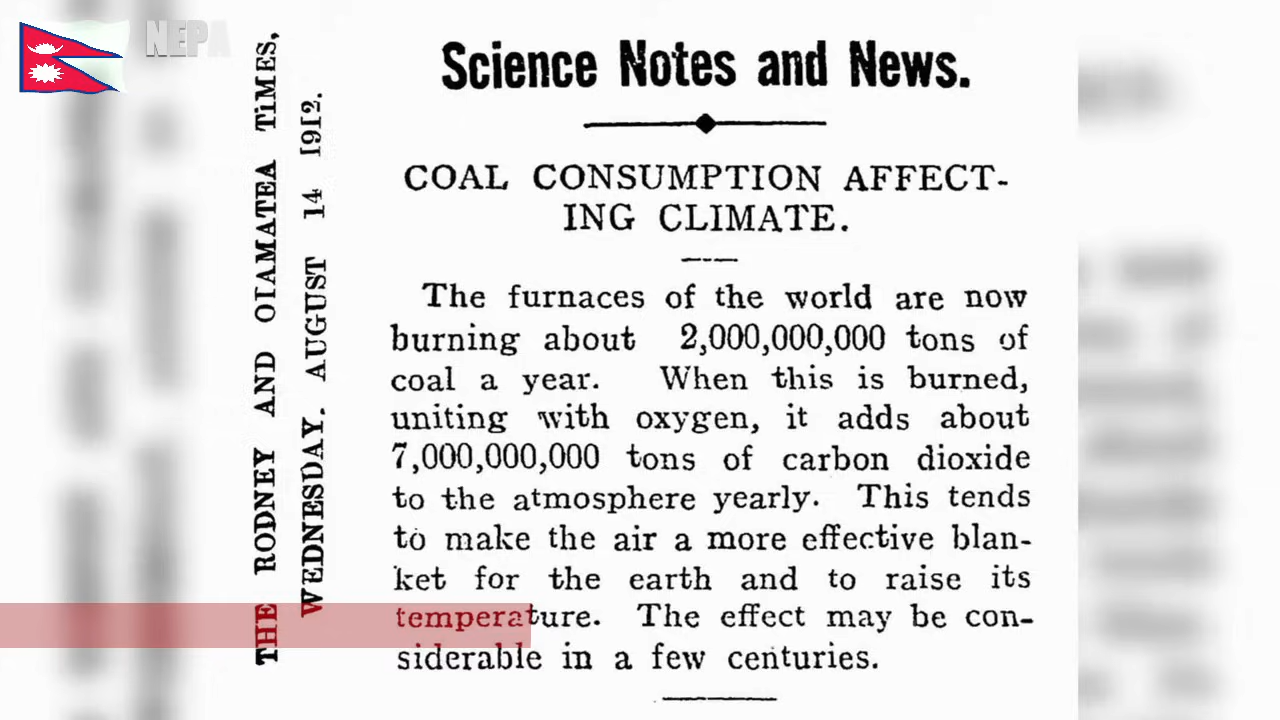 NEPA
THE RODNEY AND OIAMATEA TIMES,
WEDNESDAY. AUGUST 14 1912.
Science Notes and News.
COAL CONSUMPTION AFFECT-
ING CLIMATE.
The furnaces of the world are now
burning about 2,000,000,000 tons of
coal a year. When this is burned,
uniting with oxygen, it adds about
7,000,000,000 tons of carbon dioxide
to the atmosphere yearly. This tends
to make the air a more effective blan-
ket for the earth and to raise its
temperature. The effect may be con-
siderable in a few centuries.